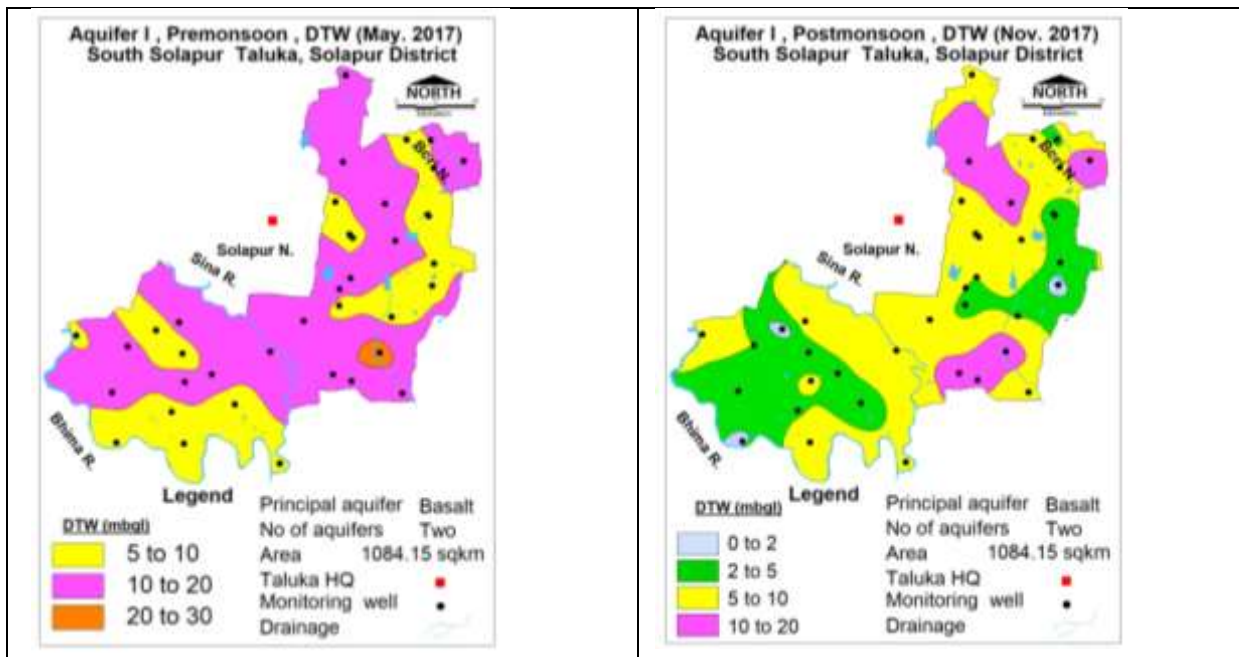 Aquifer I , Premonsoon , DTW (May. 2017)
South Solapur Taluka, Solapur District
NORTH
Bori N.
Solapur N.
Sina R.
Bhima R.
Legend
DTW (mbgl)
5 to 10
10 to 20
20 to 30
Principal aquifer Basalt
No of aquifers Two
Area 1084.15 sqkm
Taluka HQ
Monitoring well
Drainage
Aquifer I , Postmonsoon , DTW (Nov. 2017)
South Solapur Taluka, Solapur District
NORTH
Bori N.
Solapur N.
Sina R.
Bhima R.
Legend
DTW (mbgl)
0 to 2
2 to 5
5 to 10
10 to 20
Principal aquifer Basalt
No of aquifers Two
Area 1084.15 sqkm
Taluka HQ
Monitoring well
Drainage